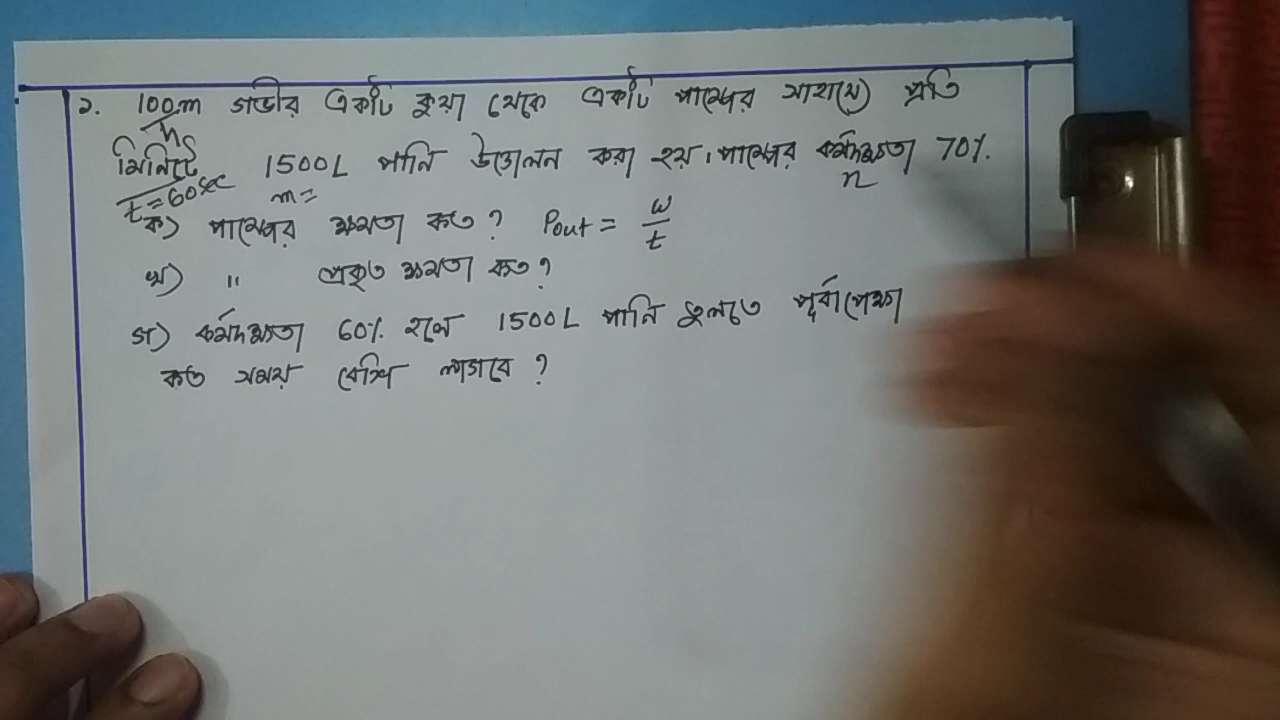 ১. 100m গভীর একটি কুয়া থেকে একটি পাম্পের সাহায্যে প্রতি
h
মিনিটে 1500L পানি উত্তোলন করা হয়। পাম্পের কর্মদক্ষতা 70%.
t=60sec m= n
ক) পাম্পের ক্ষমতা কত? Pout = w/t
খ) " প্রকৃত ক্ষমতা কত?
গ) কর্মদক্ষতা 60% হলে 1500L পানি তুলতে পূর্বাপেক্ষা
কত সময় বেশি লাগবে?